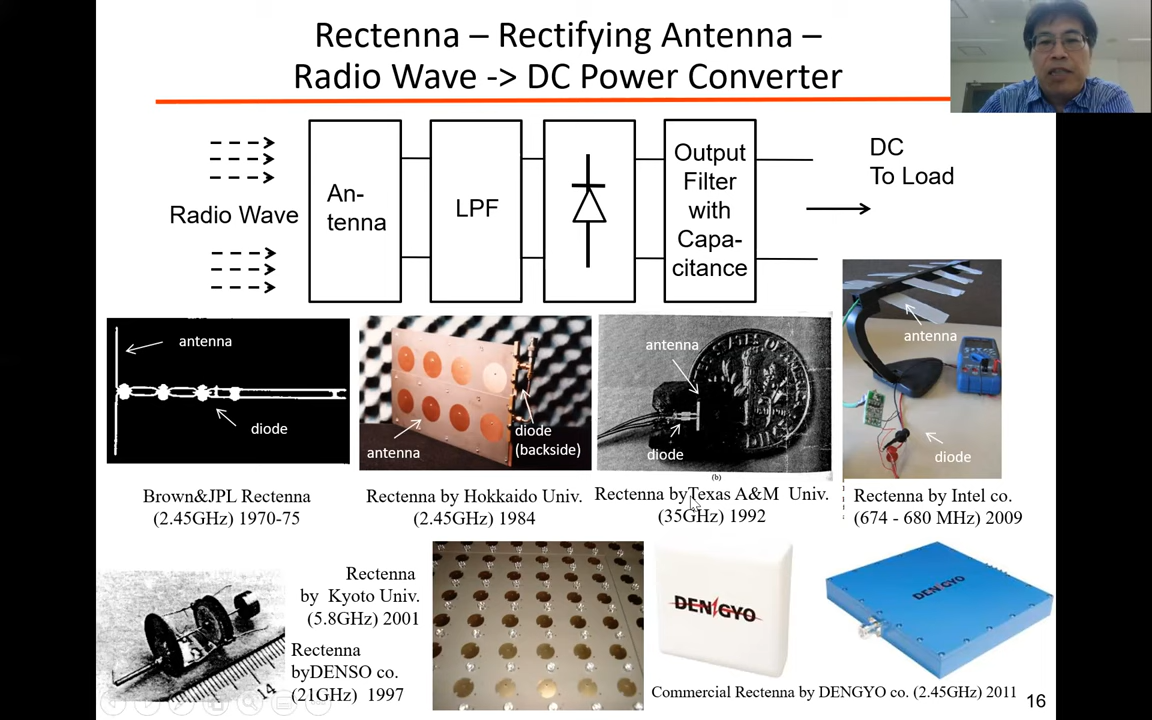 Rectenna – Rectifying Antenna –
Radio Wave -> DC Power Converter
Radio Wave
An-
tenna
LPF
Output
Filter
with
Capa-
citance
DC
To Load
antenna
diode
antenna
diode
(backside)
antenna
diode
(b)
antenna
diode
Brown&JPL Rectenna
(2.45GHz) 1970-75
Rectenna by Hokkaido Univ.
(2.45GHz) 1984
Rectenna byTexas A&M Univ.
(35GHz) 1992
Rectenna by Intel co.
(674 - 680 MHz) 2009
14
Rectenna
by Kyoto Univ.
(5.8GHz) 2001
Rectenna
byDENSO co.
(21GHz) 1997
DENGYO
DENGYO
Commercial Rectenna by DENGYO co. (2.45GHz) 2011
16